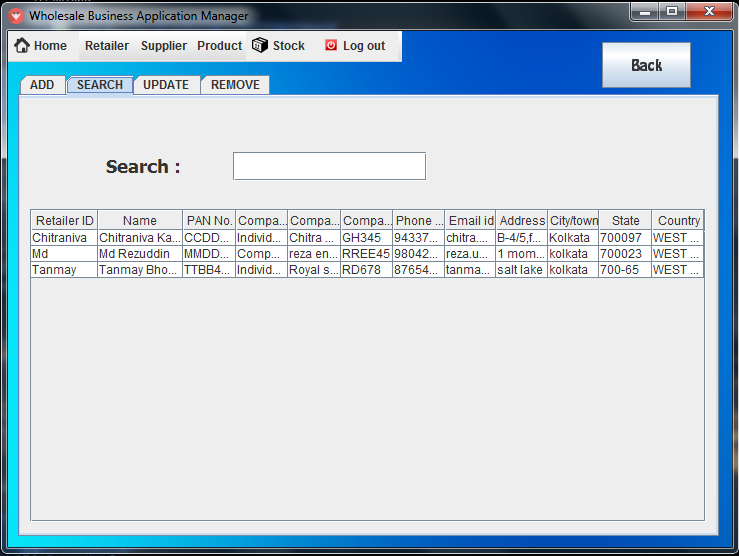 Wholesale Business Application Manager
Home Retailer Supplier Product Stock Log out
Back
ADD SEARCH UPDATE REMOVE
Search :
Retailer ID Name PAN No. Compa... Compa... Compa... Phone ... Email id Address City/town State Country
Chitraniva Chitraniva Ka... CCDD... Individ... Chitra ... GH345 94337... chitra.... B-4/5,f... Kolkata 700097 WEST ...
Md Md Rezuddin MMDD... Comp... reza en... RREE45 98042... reza.u... 1 mom... kolkata 700023 WEST ...
Tanmay Tanmay Bho... TTBB4... Individ... Royal s... RD678 87654... tanma... salt lake kolkata 700-65 WEST ...